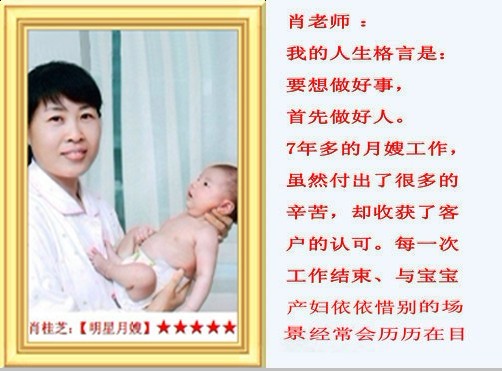 肖老师：
我的人生格言是:
要想做好事，
首先做好人。
7年多的月嫂工作，
虽然付出了很多的
辛苦，却收获了客
户的认可。每一次
工作结束、与宝宝
产妇依依惜别的场
景经常会历历在目
肖桂芝:【明星月嫂】★★★★★